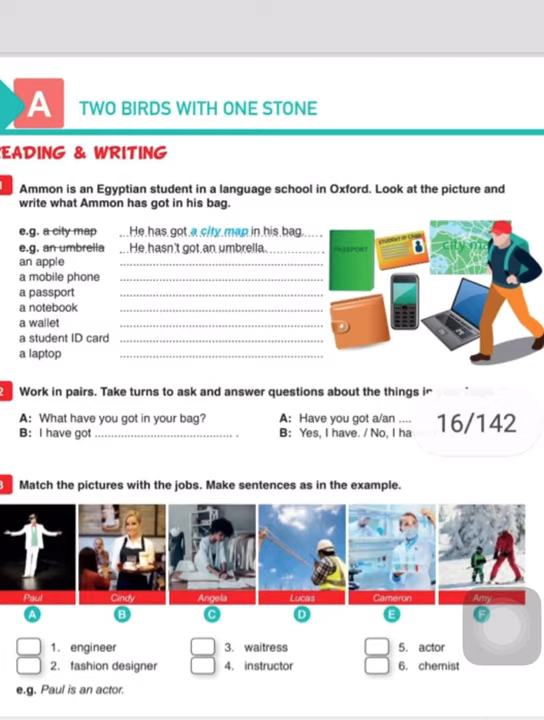 A TWO BIRDS WITH ONE STONE
EADING & WRITING
1 Ammon is an Egyptian student in a language school in Oxford. Look at the picture and
write what Ammon has got in his bag.
e.g. a city map He has got a city map in his bag.
e.g. an umbrella He hasn't got an umbrella.
an apple
a mobile phone
a passport
a notebook
a wallet
a student ID card
a laptop
PASSPORT
STUDENT ID CARD
city ma
2 Work in pairs. Take turns to ask and answer questions about the things in
A: What have you got in your bag? A: Have you got a/an ....
B: I have got .................................... . B: Yes, I have. / No, I ha
16/142
3 Match the pictures with the jobs. Make sentences as in the example.
Paul Cindy Angela Lucas Cameron Amy
A B C D E F
1. engineer 3. waitress 5. actor
2. fashion designer 4. instructor 6. chemist
e.g. Paul is an actor.